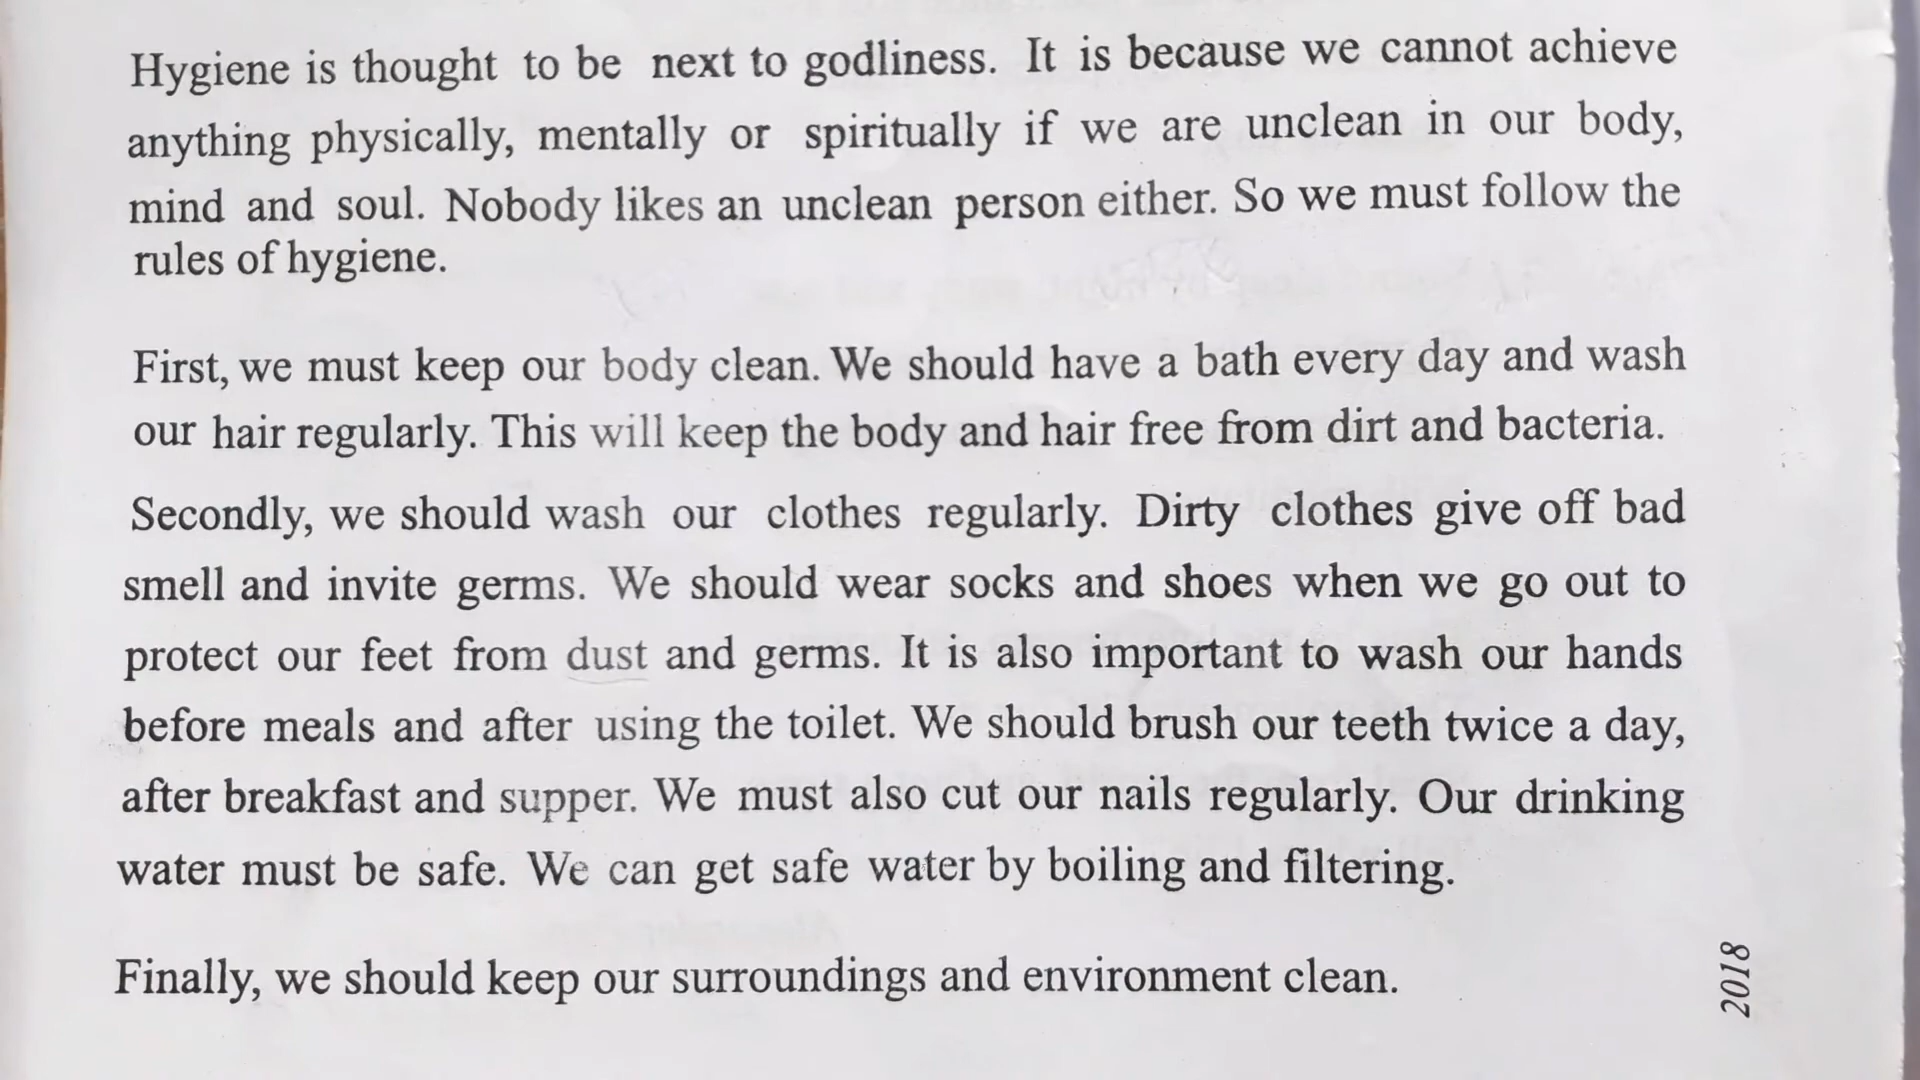 Hygiene is thought to be next to godliness. It is because we cannot achieve
anything physically, mentally or spiritually if we are unclean in our body,
mind and soul. Nobody likes an unclean person either. So we must follow the
rules of hygiene.
First, we must keep our body clean. We should have a bath every day and wash
our hair regularly. This will keep the body and hair free from dirt and bacteria.
Secondly, we should wash our clothes regularly. Dirty clothes give off bad
smell and invite germs. We should wear socks and shoes when we go out to
protect our feet from dust and germs. It is also important to wash our hands
before meals and after using the toilet. We should brush our teeth twice a day,
after breakfast and supper. We must also cut our nails regularly. Our drinking
water must be safe. We can get safe water by boiling and filtering.
Finally, we should keep our surroundings and environment clean.
2018